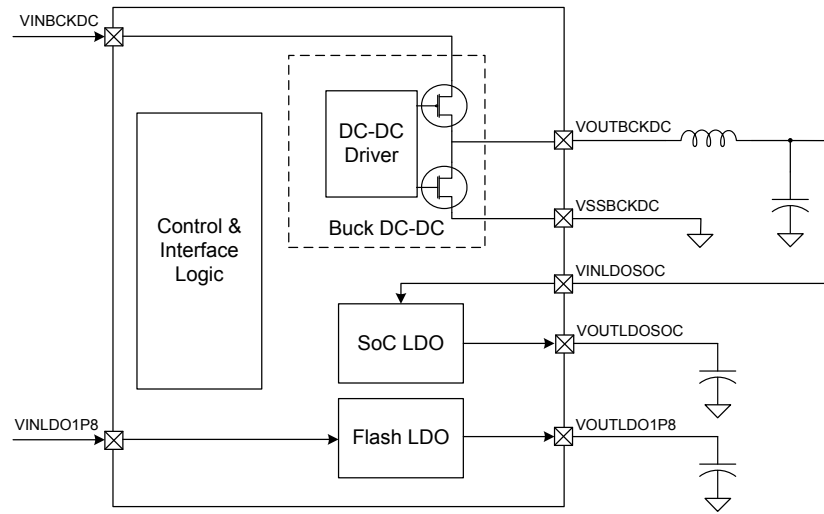 VINBCKDC
DC-DC
Driver
VOUTBCKDC
Control &
Interface
Logic
Buck DC-DC
VSSBCKDC
VINLDOSOC
SoC LDO
VOUTLDOSOC
VINLDO1P8
Flash LDO
VOUTLDO1P8